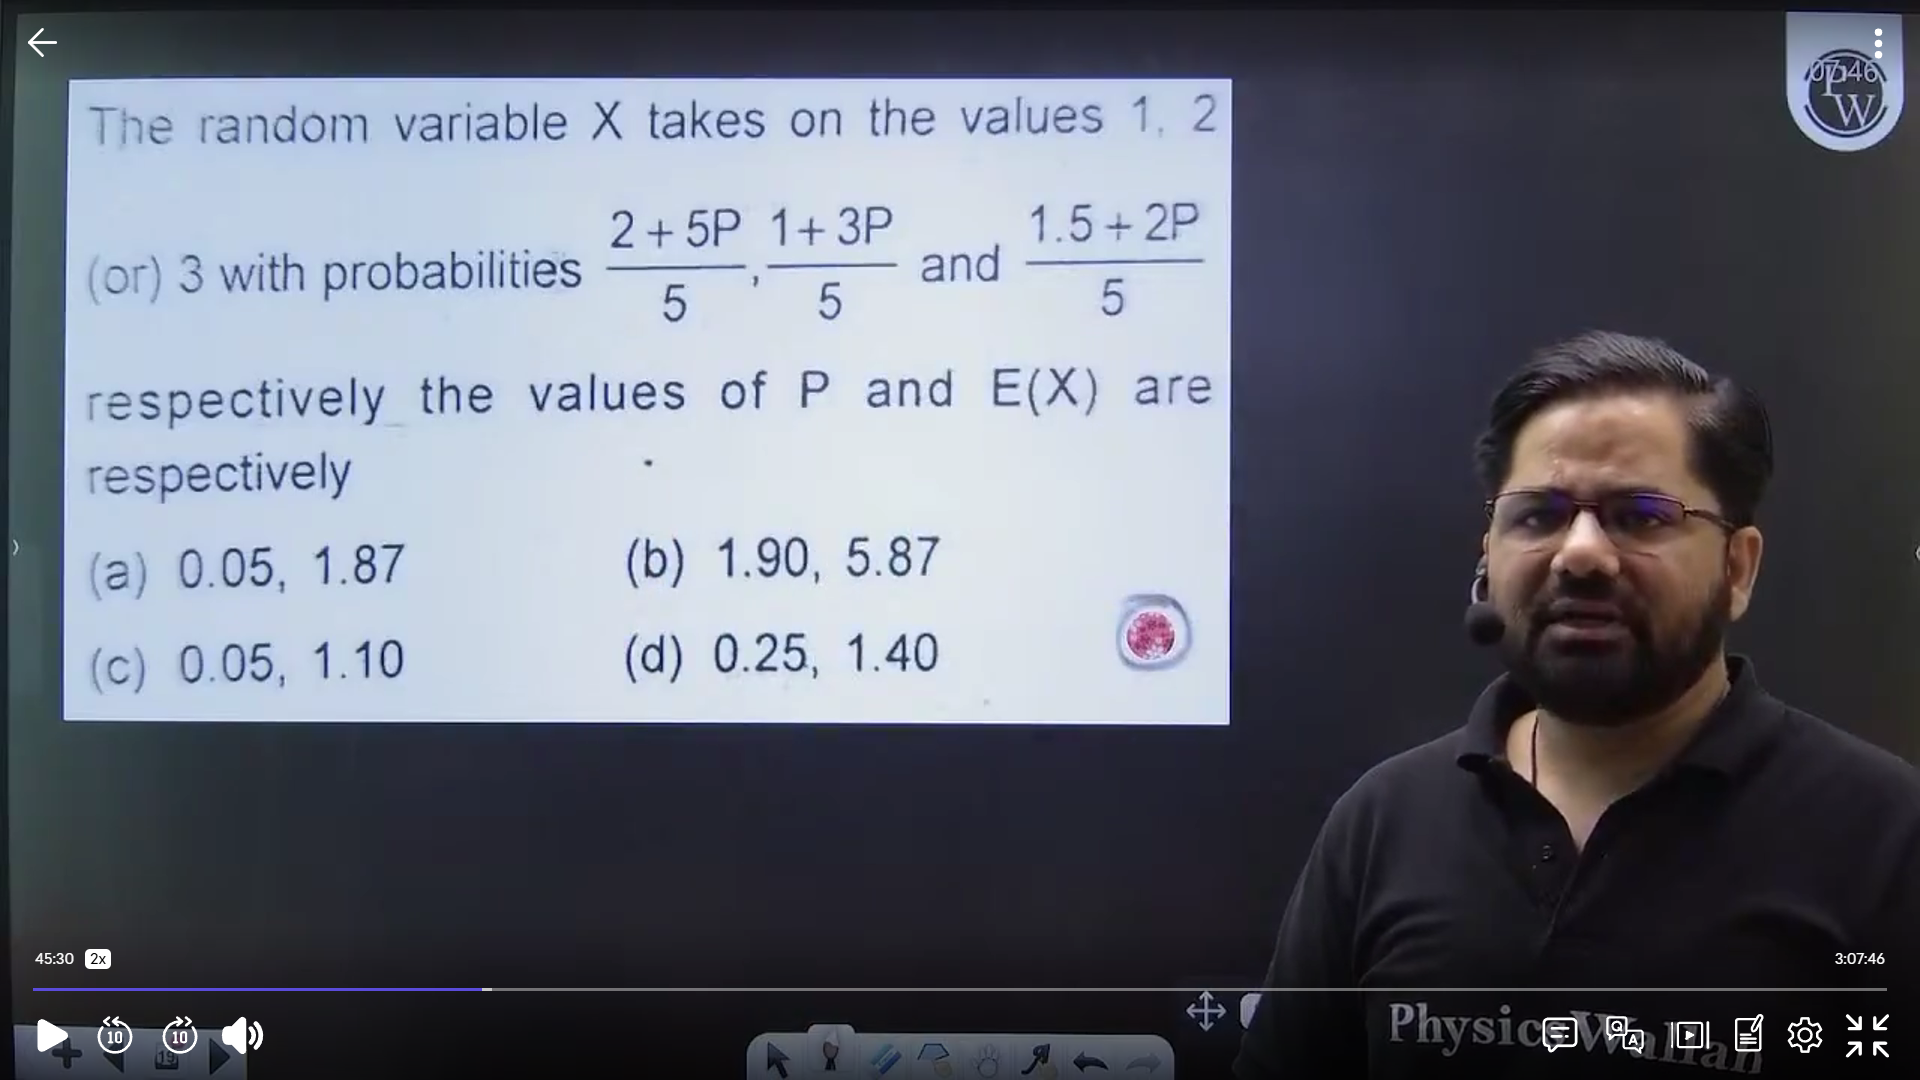 07:46
PW
The random variable X takes on the values 1, 2
(or) 3 with probabilities (2 + 5P)/5, (1 + 3P)/5 and (1.5 + 2P)/5
respectively the values of P and E(X) are
respectively
(a) 0.05, 1.87 (b) 1.90, 5.87
(c) 0.05, 1.10 (d) 0.25, 1.40
45:30 2x 3:07:46
10 10
19
Physics Wallah